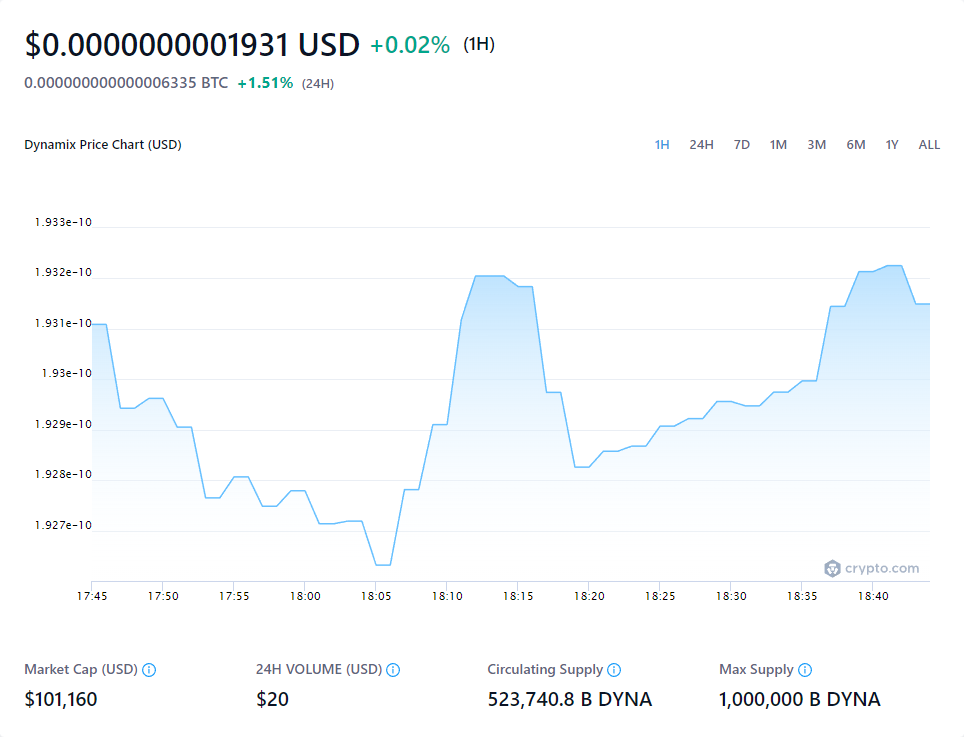 $0.0000000001931 USD +0.02% (1H)
0.000000000000006335 BTC +1.51% (24H)
Dynamix Price Chart (USD) 1H 24H 7D 1M 3M 6M 1Y ALL
1.933e-10
1.932e-10
1.931e-10
1.93e-10
1.929e-10
1.928e-10
1.927e-10
crypto.com
17:45 17:50 17:55 18:00 18:05 18:10 18:15 18:20 18:25 18:30 18:35 18:40
Market Cap (USD) 24H VOLUME (USD) Circulating Supply Max Supply
$101,160 $20 523,740.8 B DYNA 1,000,000 B DYNA